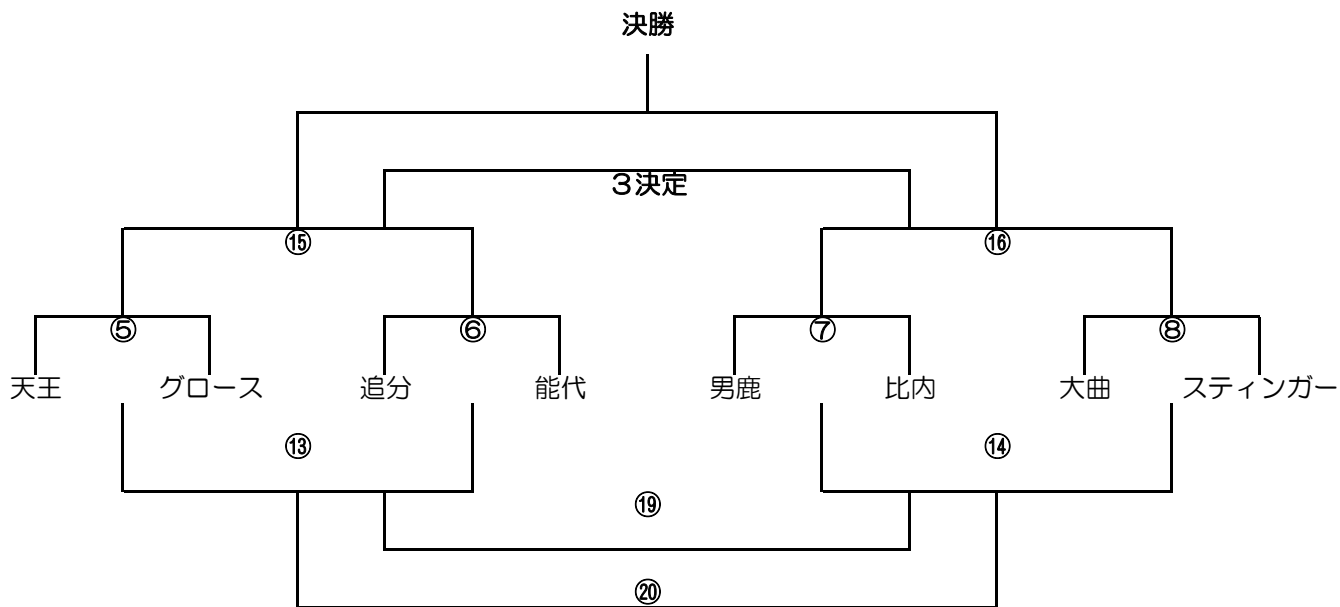 決勝
３決定
⑮ ⑯
⑤ ⑥ ⑦ ⑧
天王 グロース 追分 能代 男鹿 比内 大曲 スティンガー
⑬ ⑭
⑲
⑳